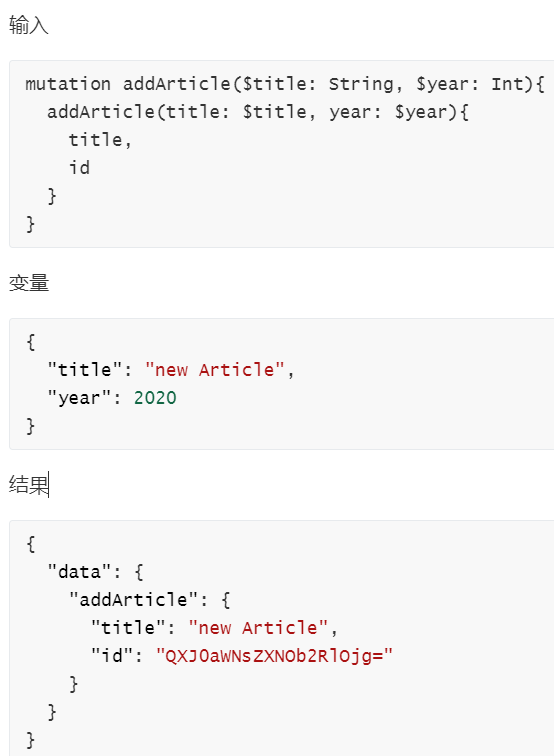 输入
mutation addArticle($title: String, $year: Int){
  addArticle(title: $title, year: $year){
    title,
    id
  }
}
变量
{
  "title": "new Article",
  "year": 2020
}
结果
{
  "data": {
    "addArticle": {
      "title": "new Article",
      "id": "QXJ0aWNsZXNOb2RlOjg="
    }
  }
}